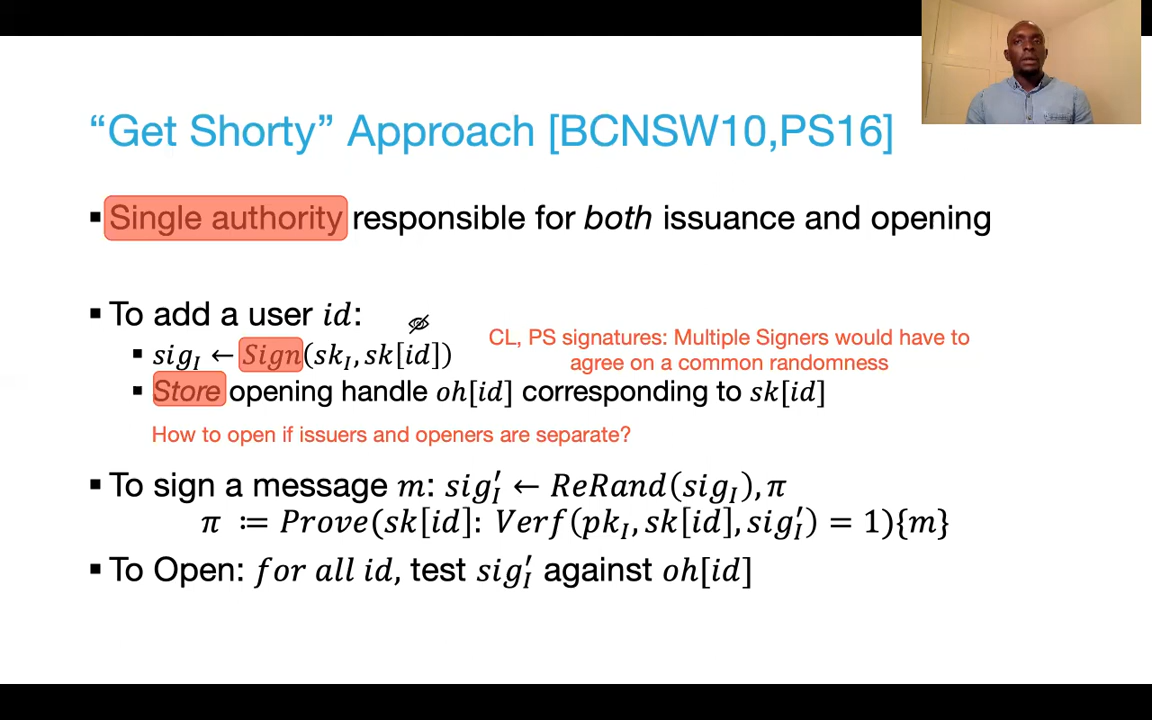 “Get Shorty” Approach [BCNSW10,PS16]
▪ Single authority responsible for both issuance and opening
▪ To add a user id:
▪ sig_I ← Sign(sk_I, sk[id])
CL, PS signatures: Multiple Signers would have to
agree on a common randomness
▪ Store opening handle oh[id] corresponding to sk[id]
How to open if issuers and openers are separate?
▪ To sign a message m: sig′_I ← ReRand(sig_I), π
π := Prove(sk[id]: Verf(pk_I, sk[id], sig′_I) = 1){m}
▪ To Open: for all id, test sig′_I against oh[id]